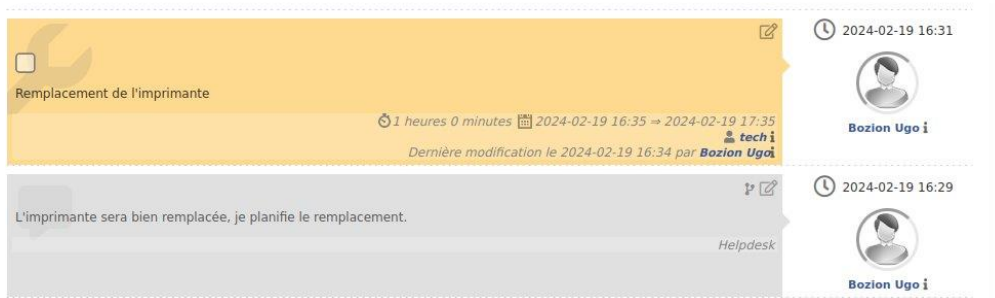 2024-02-19 16:31
Remplacement de l'imprimante
1 heures 0 minutes 2024-02-19 16:35 ⇒ 2024-02-19 17:35
tech i
Dernière modification le 2024-02-19 16:34 par Bozion Ugo i
Bozion Ugo i
2024-02-19 16:29
L'imprimante sera bien remplacée, je planifie le remplacement.
Helpdesk
Bozion Ugo i